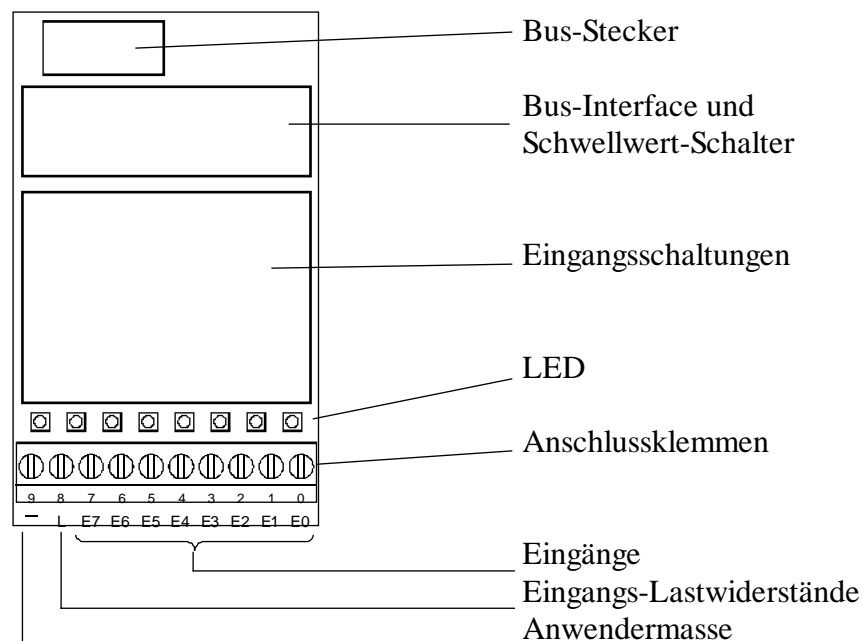 Bus-Stecker
Bus-Interface und
Schwellwert-Schalter
Eingangsschaltungen
LED
Anschlussklemmen
9 8 7 6 5 4 3 2 1 0
– L E7 E6 E5 E4 E3 E2 E1 E0
Eingänge
Eingangs-Lastwiderstände
Anwendermasse